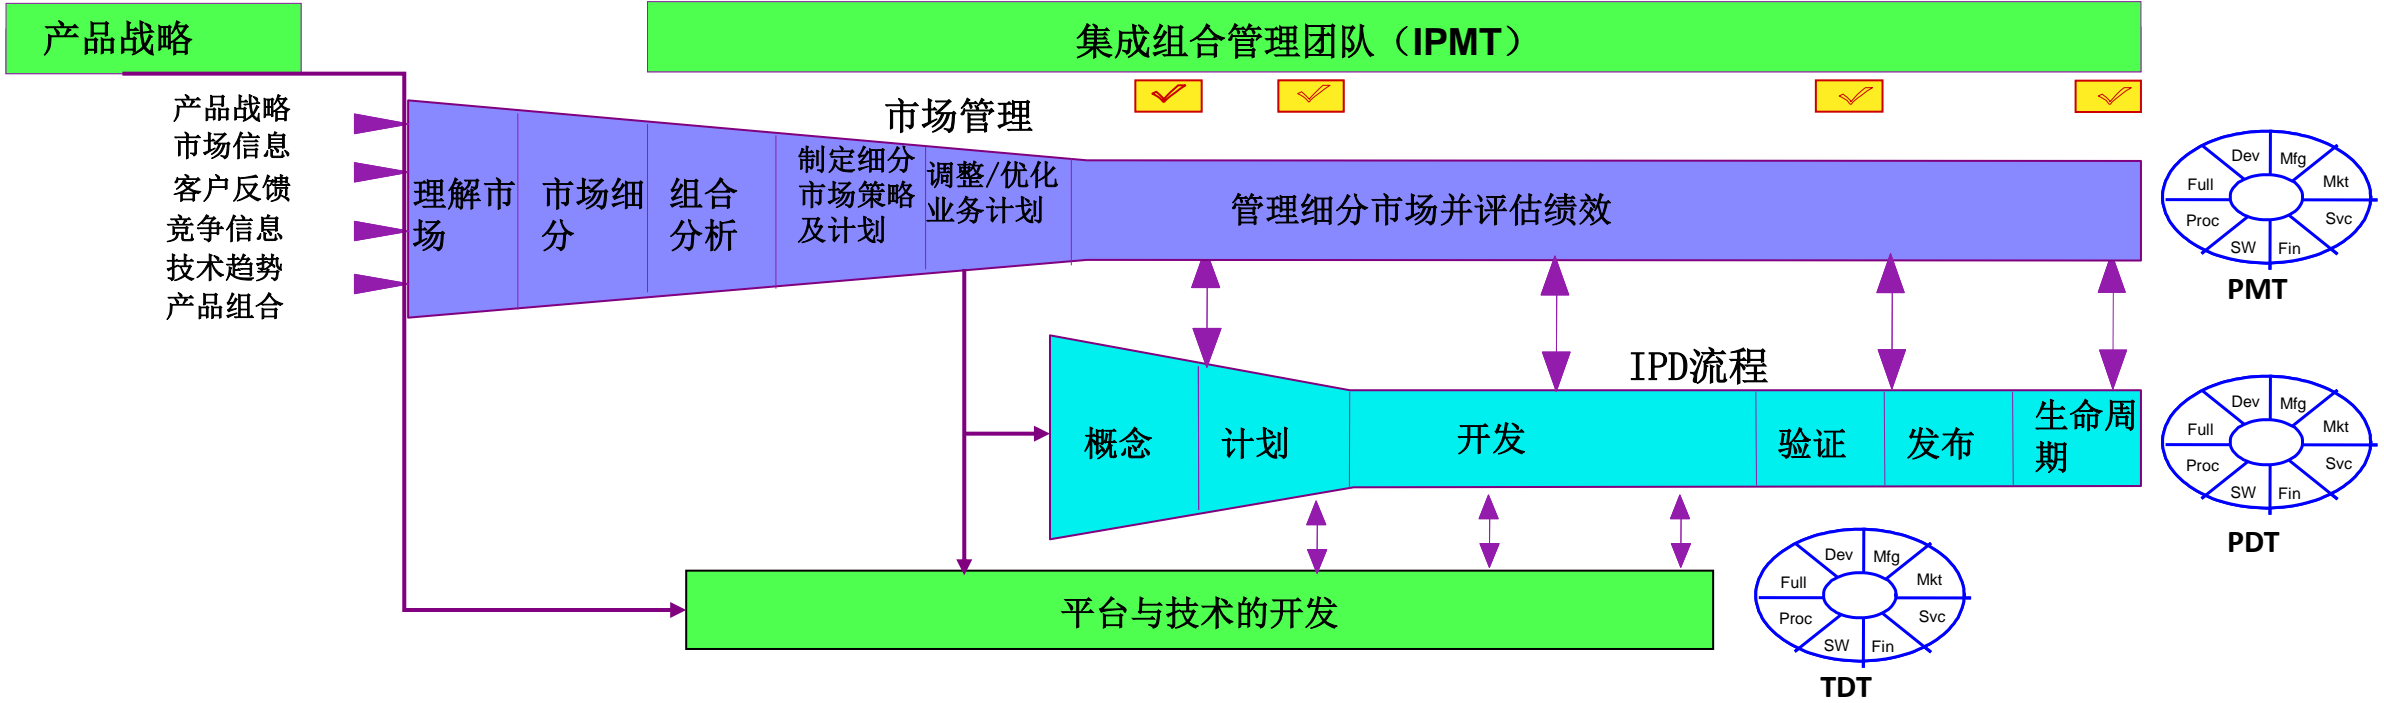 产品战略
集成组合管理团队（IPMT）
产品战略
市场信息
客户反馈
竞争信息
技术趋势
产品组合
市场管理
理解市
场
市场细
分
组合
分析
制定细分
市场策略
及计划
调整/优化
业务计划
管理细分市场并评估绩效
Dev
Mfg
Full
Mkt
Proc
Svc
SW
Fin
PMT
IPD流程
概念
计划
开发
验证
发布
生命周
期
Dev
Mfg
Full
Mkt
Proc
Svc
SW
Fin
PDT
平台与技术的开发
Dev
Mfg
Full
Mkt
Proc
Svc
SW
Fin
TDT